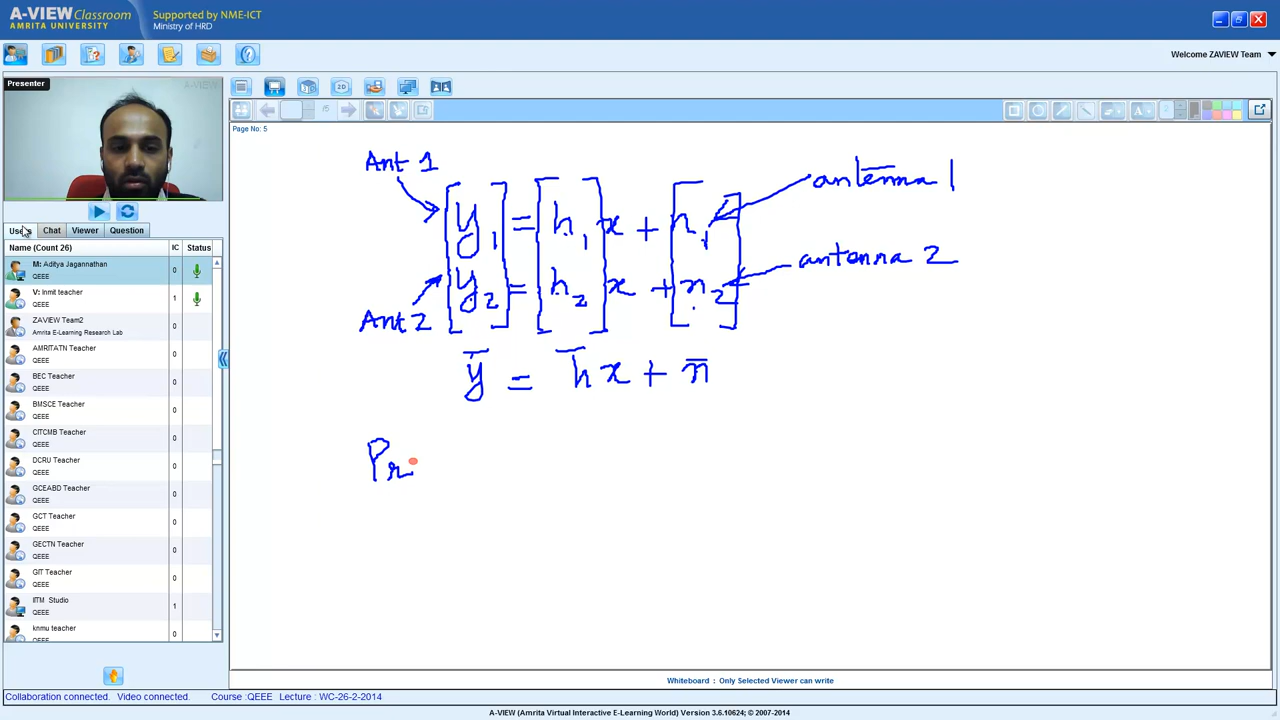 A-VIEW Classroom
AMRITA UNIVERSITY
Supported by NME-ICT
Ministry of HRD
Welcome ZAVIEW Team
Presenter
A-VIEW
Page No: 5
Ant 1
antenna 1
y1 = h1 x + n1
antenna 2
y2 = h2 x + n2
Ant 2
ȳ = h̄x + n̄
Pr
Users Chat Viewer Question
Name (Count 26) IC Status
M: Aditya Jagannathan 0
QEEE
V: Inmit teacher 1
QEEE
ZAVIEW Team2 0
Amrita E-Learning Research Lab
AMRITATN Teacher 0
QEEE
BEC Teacher 0
QEEE
BMSCE Teacher 0
QEEE
CITCMB Teacher 0
QEEE
DCRU Teacher 0
QEEE
GCEABD Teacher 0
QEEE
GCT Teacher 0
QEEE
GECTN Teacher 0
QEEE
GIT Teacher 0
QEEE
IITM Studio 1
QEEE
knmu teacher 0
QEEE
Whiteboard : Only Selected Viewer can write
Collaboration connected. Video connected. Course :QEEE Lecture : WC-26-2-2014
A-VIEW (Amrita Virtual Interactive E-Learning World) Version 3.6.10624; © 2007-2014